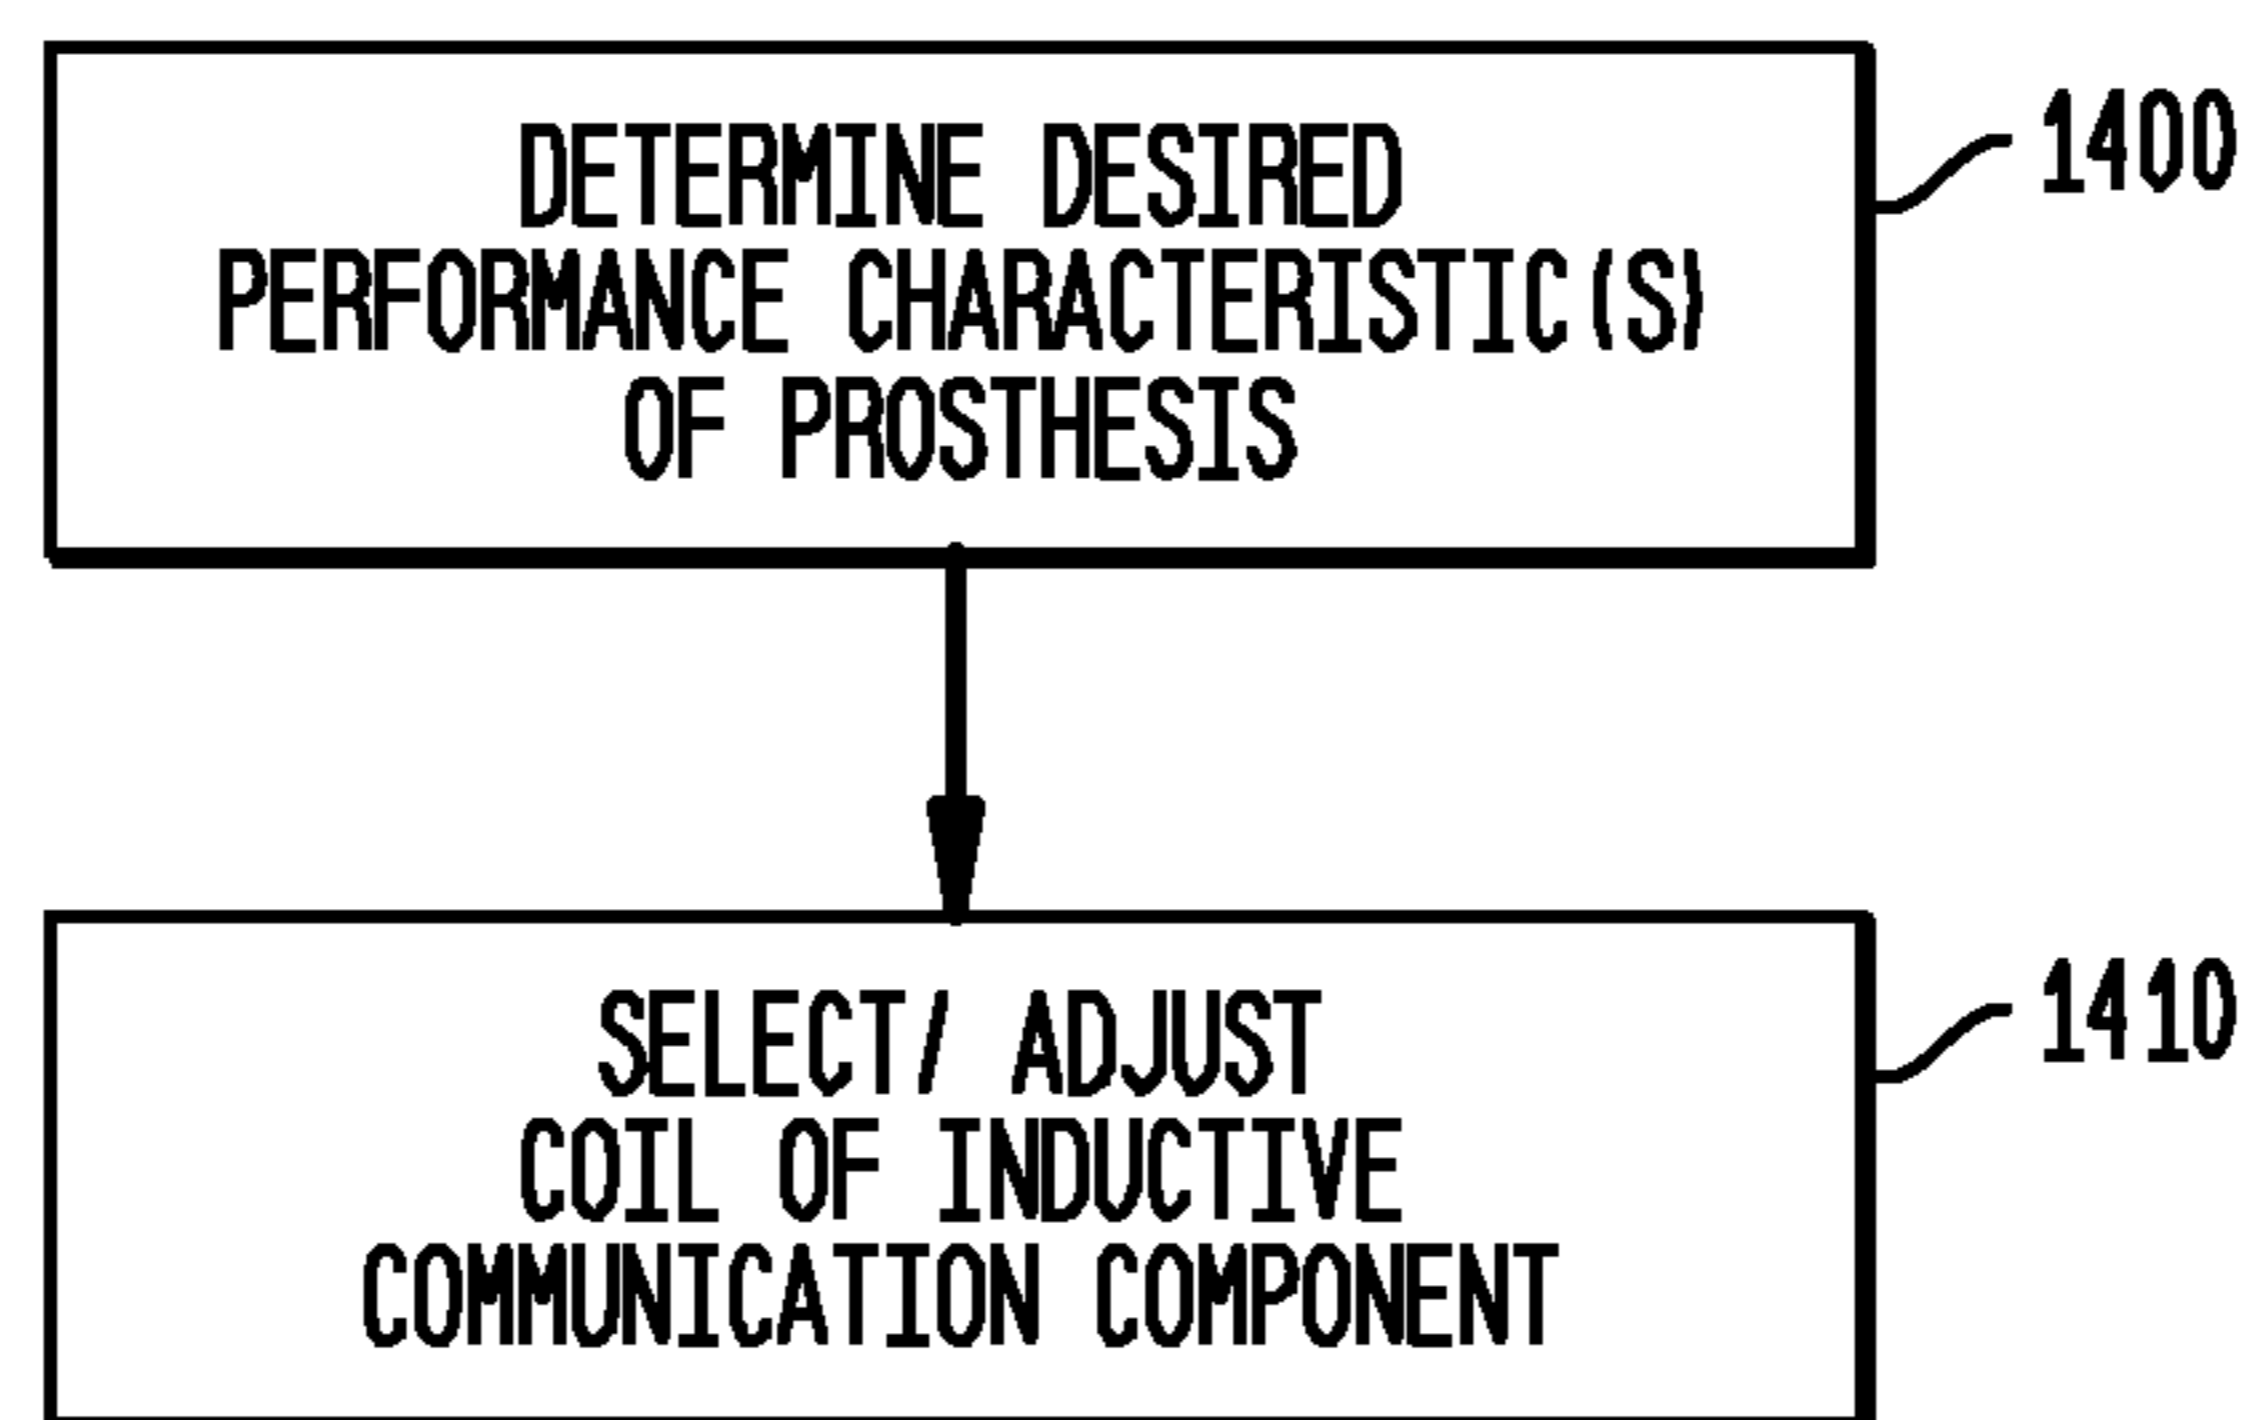 DETERMINE DESIRED
PERFORMANCE CHARACTERISTIC(S)
OF PROSTHESIS
1400
SELECT/ ADJUST
COIL OF INDUCTIVE
COMMUNICATION COMPONENT
1410